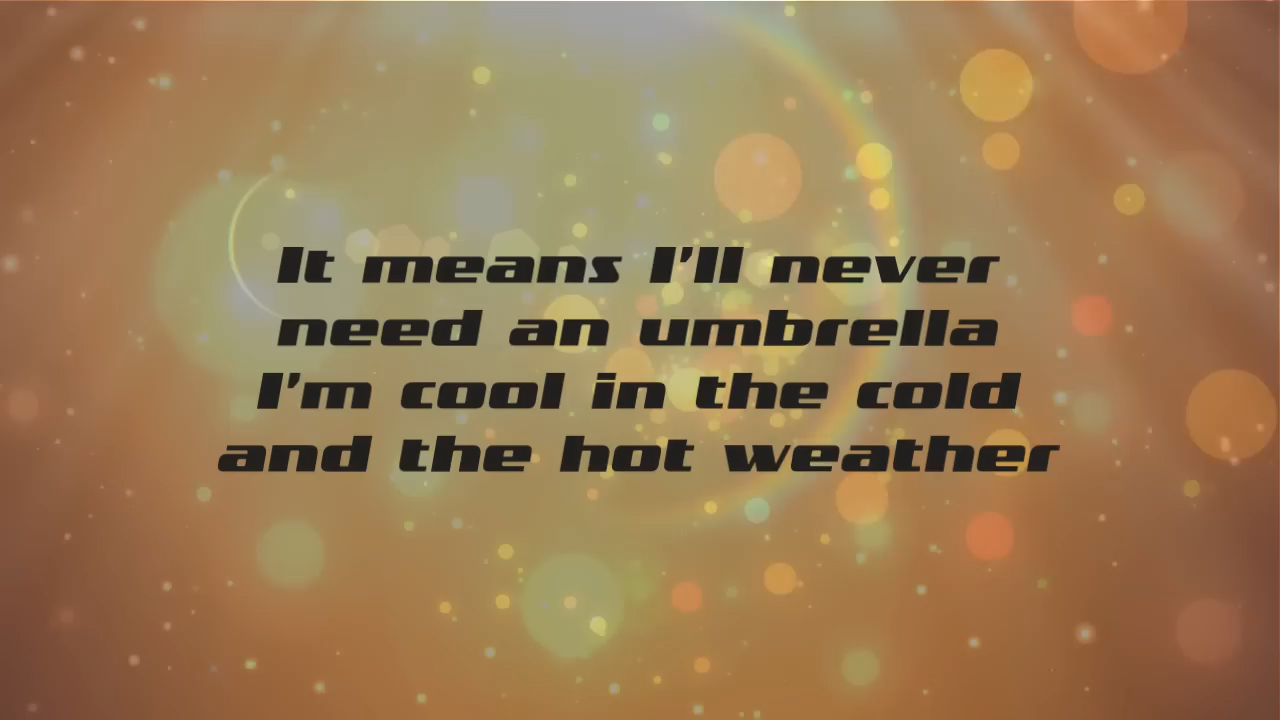 It means I'll never
need an umbrella
I'm cool in the cold
and the hot weather